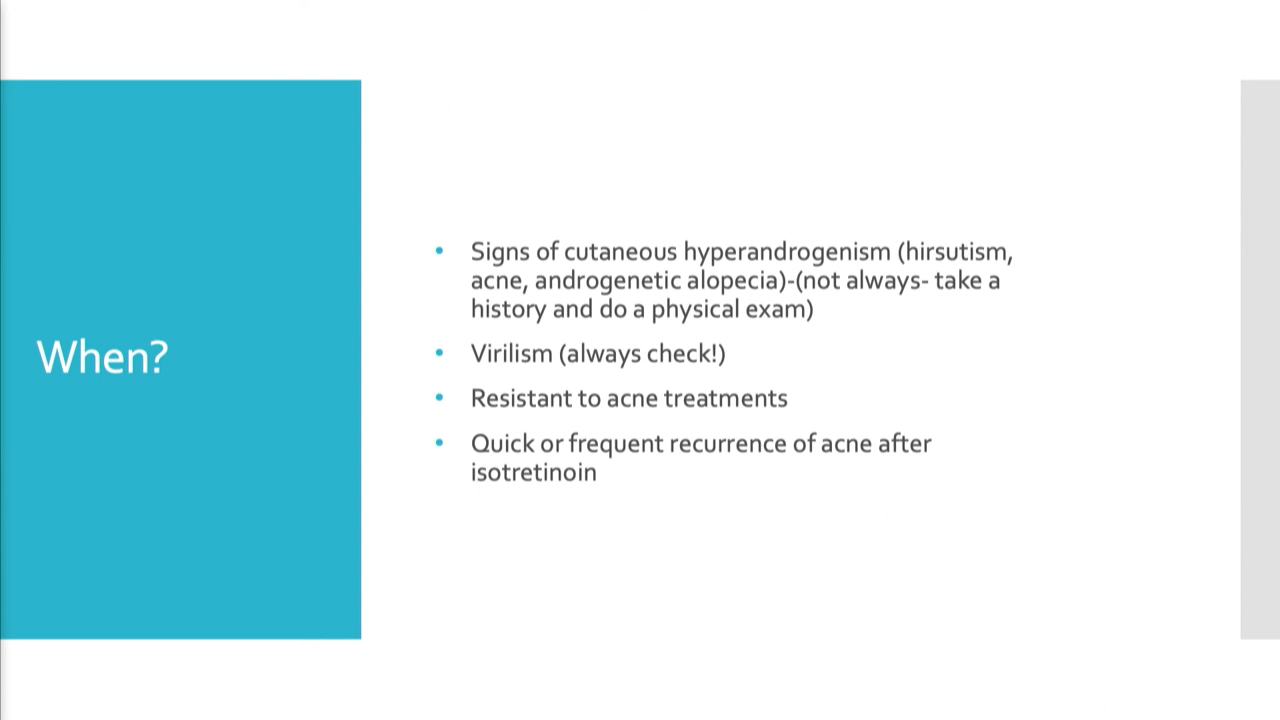 When?
• Signs of cutaneous hyperandrogenism (hirsutism,
acne, androgenetic alopecia)-(not always- take a
history and do a physical exam)
• Virilism (always check!)
• Resistant to acne treatments
• Quick or frequent recurrence of acne after
isotretinoin